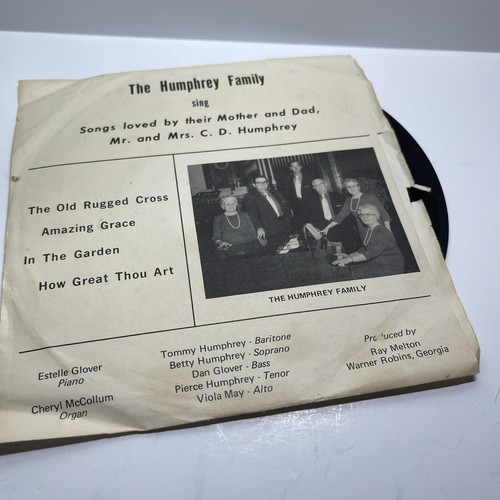 The Humphrey Family
sing
Songs loved by their Mother and Dad,
Mr. and Mrs. C. D. Humphrey
The Old Rugged Cross
Amazing Grace
In The Garden
How Great Thou Art
THE HUMPHREY FAMILY
Estelle Glover
Piano
Cheryl McCollum
Organ
Tommy Humphrey - Baritone
Betty Humphrey - Soprano
Dan Glover - Bass
Pierce Humphrey - Tenor
Viola May - Alto
Produced by
Ray Melton
Warner Robins, Georgia